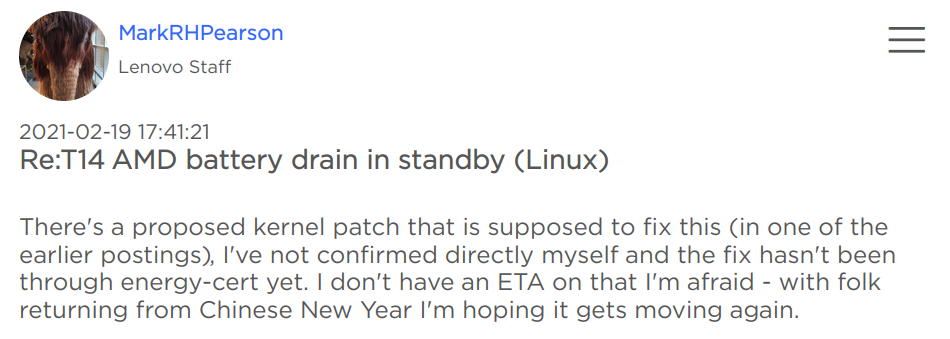 MarkRHPearson
Lenovo Staff
2021-02-19 17:41:21
Re:T14 AMD battery drain in standby (Linux)
There's a proposed kernel patch that is supposed to fix this (in one of the
earlier postings), I've not confirmed directly myself and the fix hasn't been
through energy-cert yet. I don't have an ETA on that I'm afraid - with folk
returning from Chinese New Year I'm hoping it gets moving again.